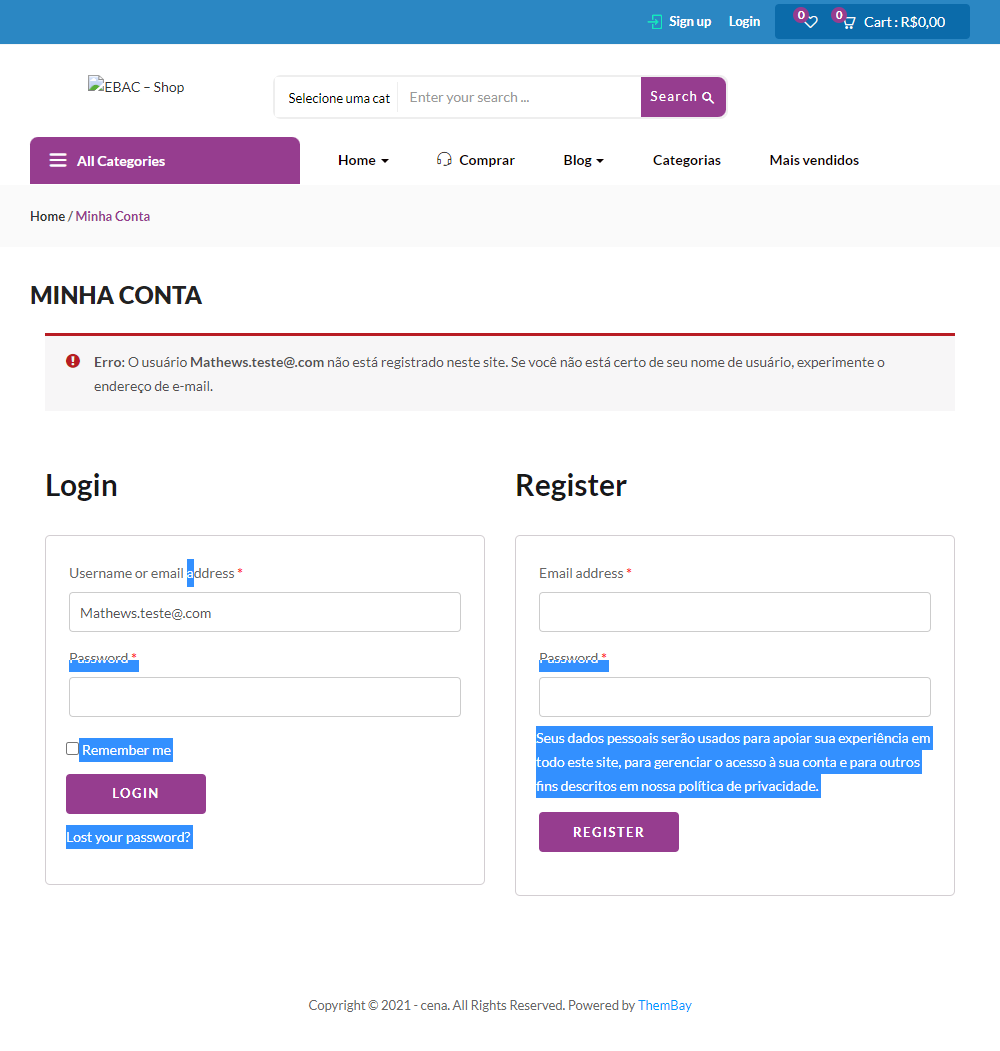 Sign up Login 0 0 Cart : R$0,00
EBAC – Shop
Selecione uma cat Enter your search ... Search
All Categories Home Comprar Blog Categorias Mais vendidos
Home / Minha Conta
MINHA CONTA
Erro: O usuário Mathews.teste@.com não está registrado neste site. Se você não está certo de seu nome de usuário, experimente o
endereço de e-mail.
Login
Username or email address *
Mathews.teste@.com
Password *
Remember me
LOGIN
Lost your password?
Register
Email address *
Password *
Seus dados pessoais serão usados para apoiar sua experiência em
todo este site, para gerenciar o acesso à sua conta e para outros
fins descritos em nossa política de privacidade.
REGISTER
Copyright © 2021 - cena. All Rights Reserved. Powered by ThemBay